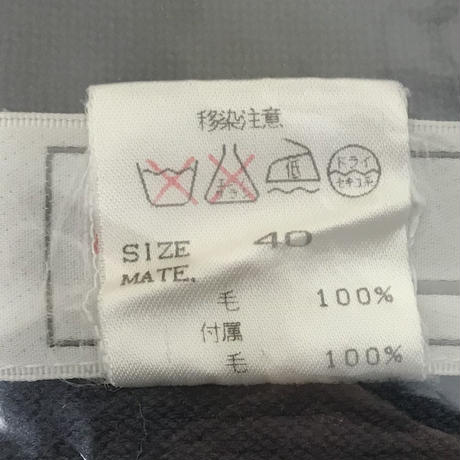 移染注意
低 ドライ
セキユ系
SIZE 40
MATE.
毛 100%
付属
毛 100%